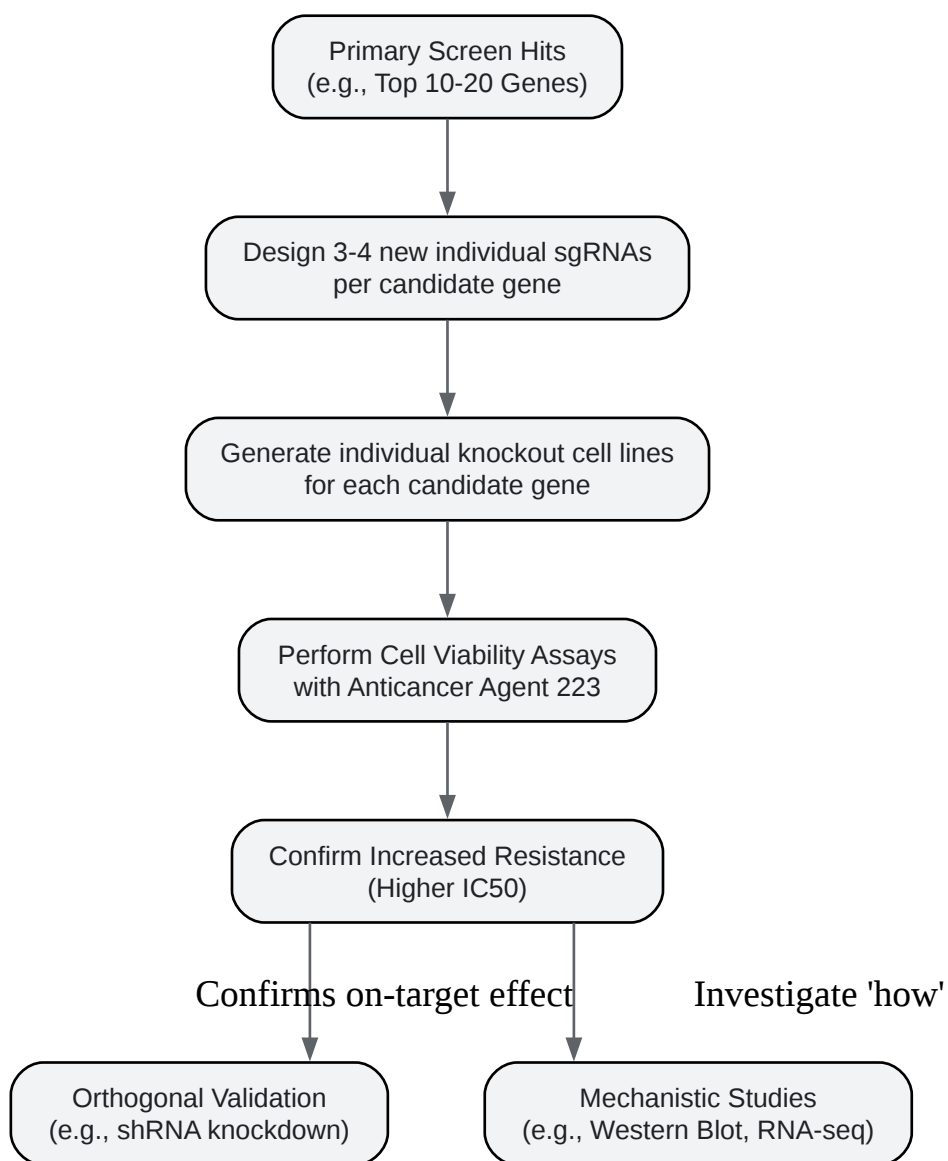 Primary Screen Hits
(e.g., Top 10-20 Genes)
Design 3-4 new individual sgRNAs
per candidate gene
Generate individual knockout cell lines
for each candidate gene
Perform Cell Viability Assays
with Anticancer Agent 223
Confirm Increased Resistance
(Higher IC50)
Confirms on-target effect
Investigate 'how'
Orthogonal Validation
(e.g., shRNA knockdown)
Mechanistic Studies
(e.g., Western Blot, RNA-seq)